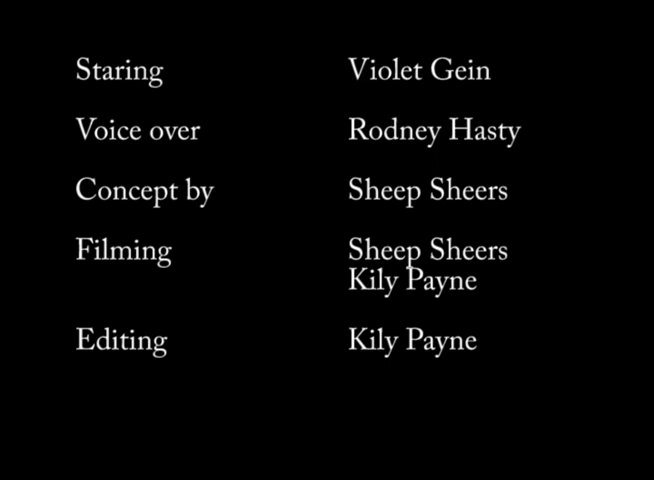 Staring Violet Gein
Voice over Rodney Hasty
Concept by Sheep Sheers
Filming Sheep Sheers
Kily Payne
Editing Kily Payne